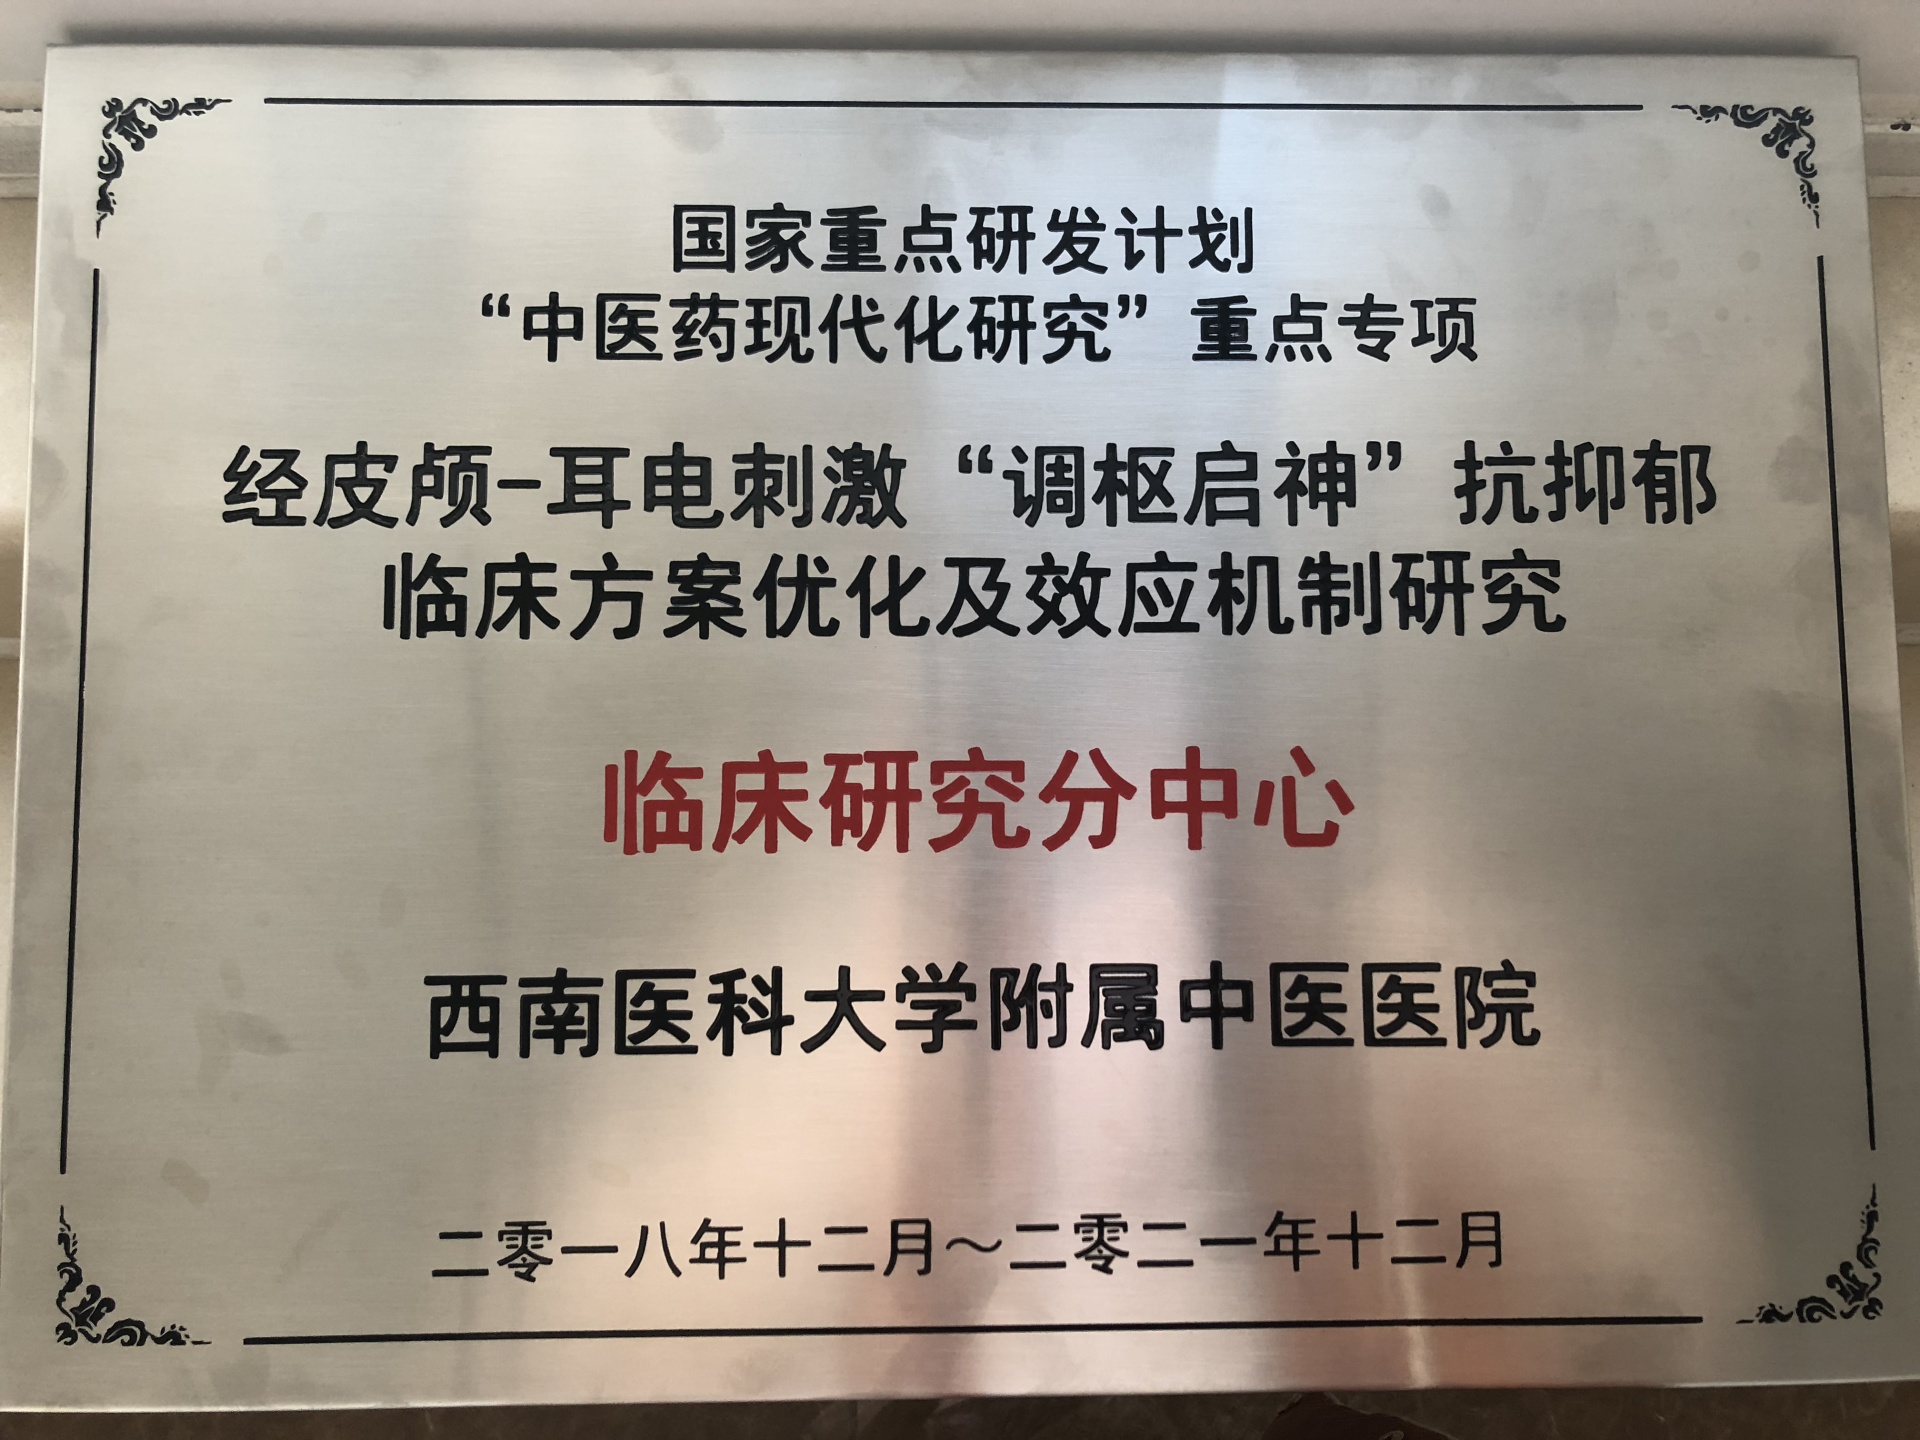 国家重点研发计划
“中医药现代化研究”重点专项
经皮颅-耳电刺激“调枢启神”抗抑郁
临床方案优化及效应机制研究
临床研究分中心
西南医科大学附属中医医院
二零一八年十二月～二零二一年十二月